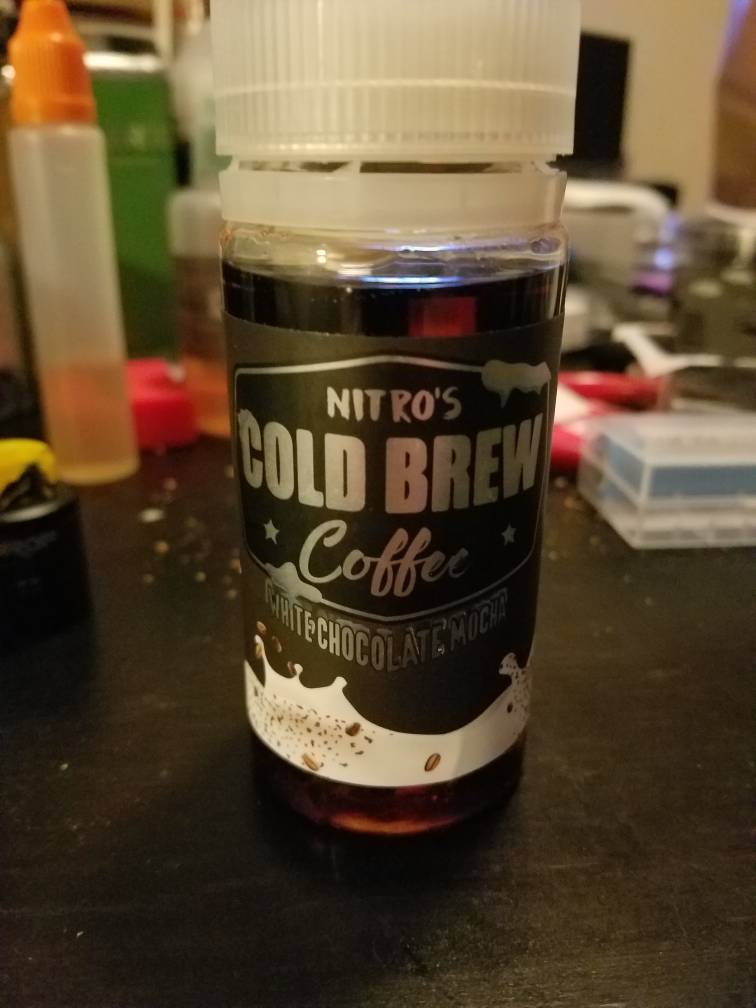 NITRO'S
COLD BREW
Coffee
WHITE CHOCOLATE MOCHA